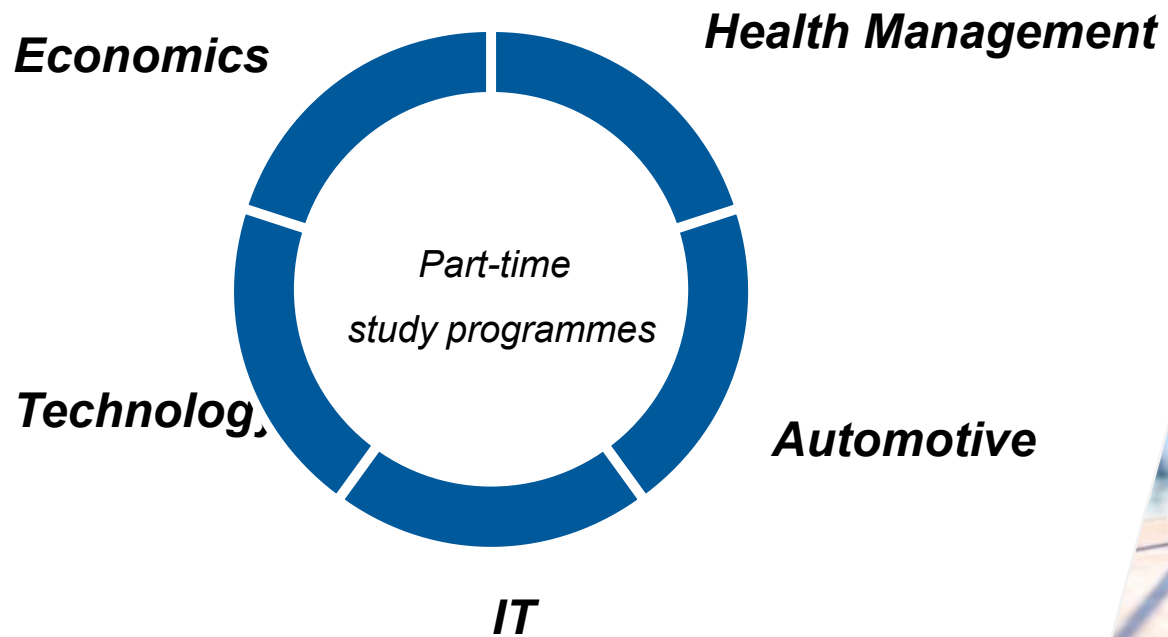 Health Management
Economics
Part-time
study programmes
Technology
Automotive
IT